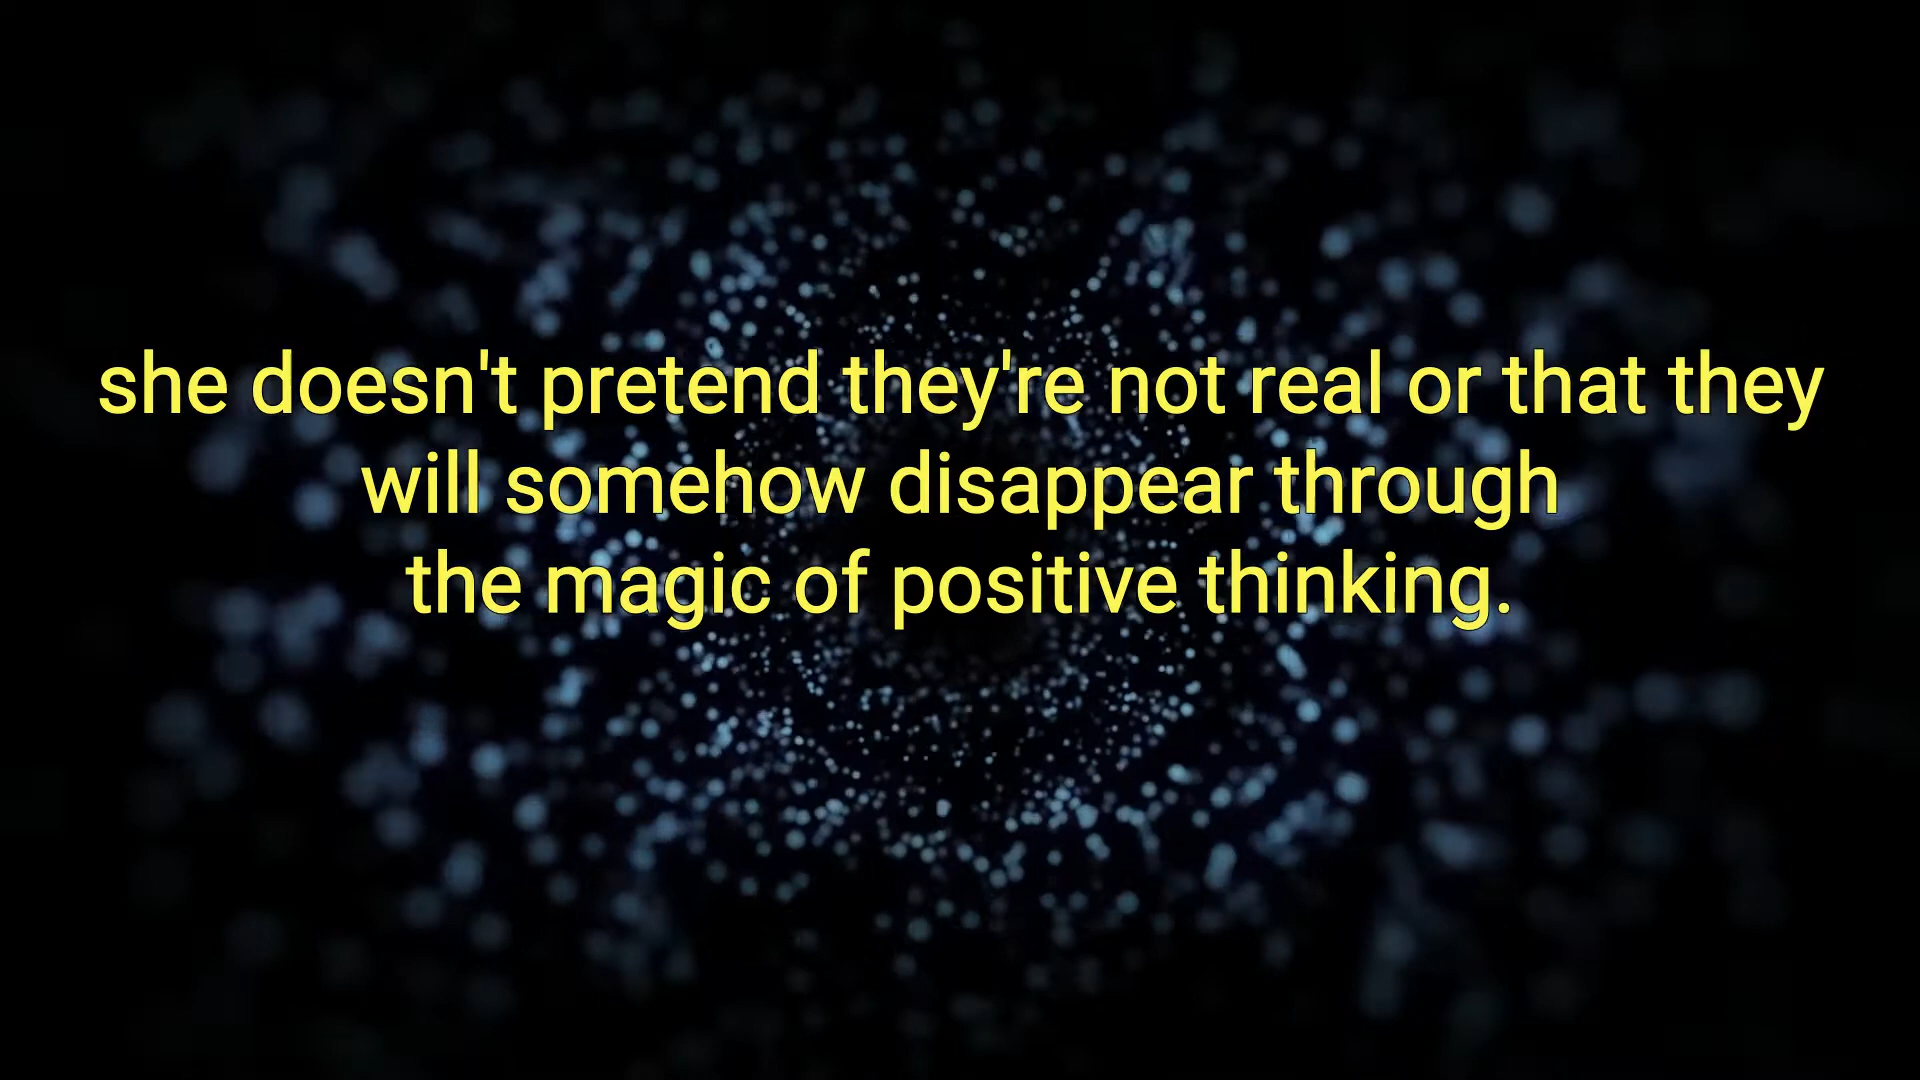 she doesn't pretend they're not real or that they
will somehow disappear through
the magic of positive thinking.